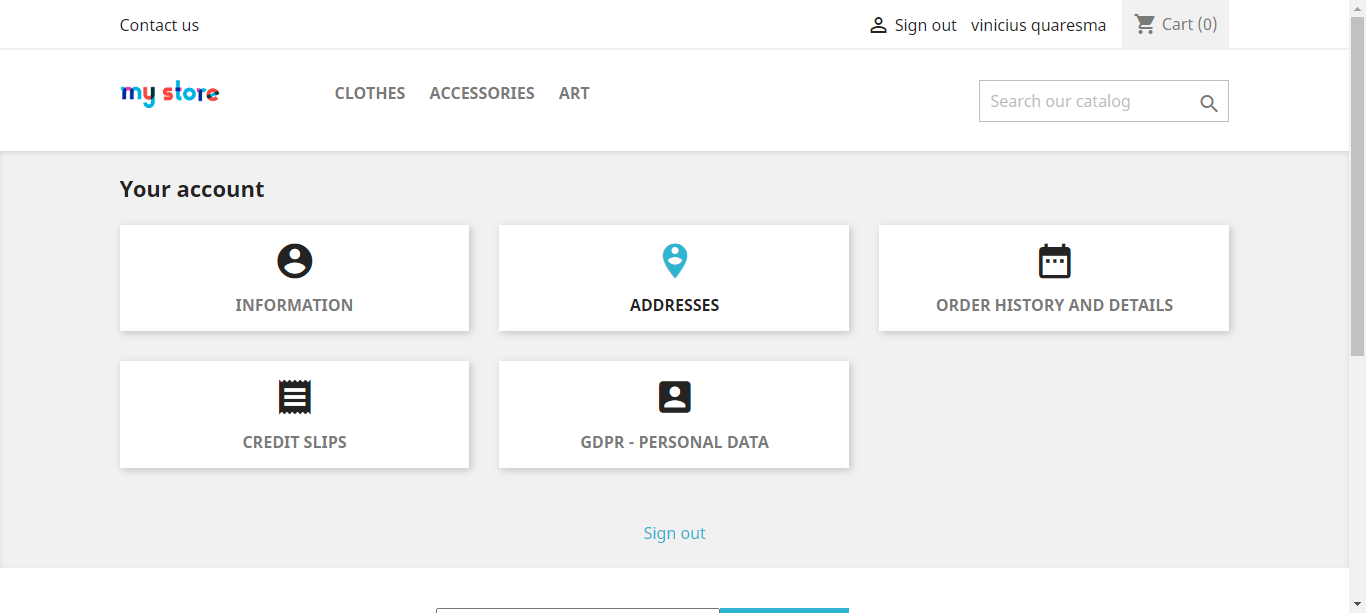 Contact us
Sign out vinicius quaresma Cart (0)
my store
CLOTHES ACCESSORIES ART
Search our catalog
Your account
INFORMATION
ADDRESSES
ORDER HISTORY AND DETAILS
CREDIT SLIPS
GDPR - PERSONAL DATA
Sign out